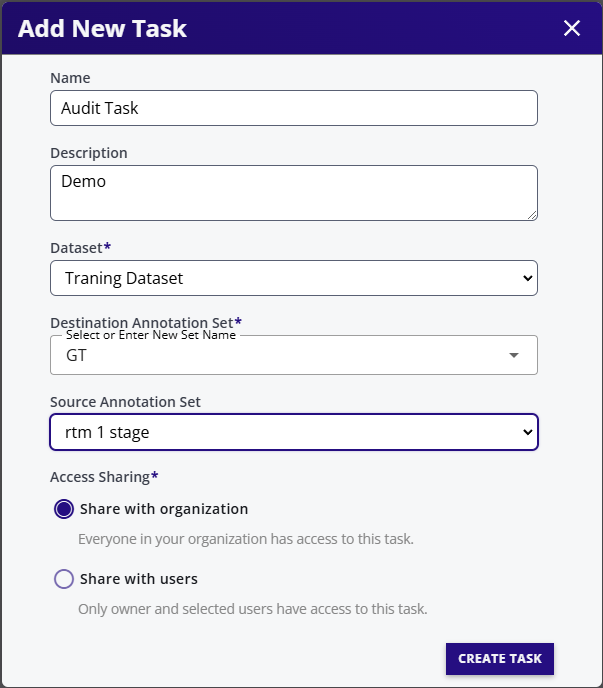 Add New Task
Name
Audit Task
Description
Demo
Dataset*
Traning Dataset
Destination Annotation Set*
Select or Enter New Set Name
GT
Source Annotation Set
rtm 1 stage
Access Sharing*
Share with organization
Everyone in your organization has access to this task.
Share with users
Only owner and selected users have access to this task.
CREATE TASK